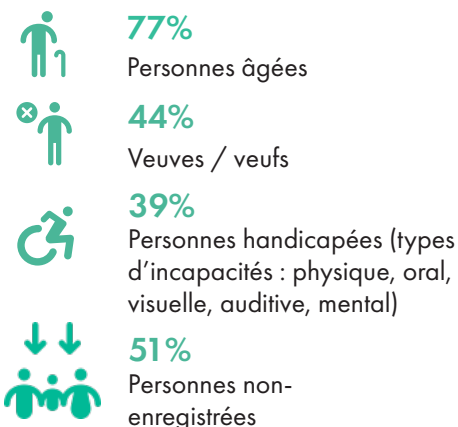 77%
Personnes âgées
44%
Veuves / veufs
39%
Personnes handicapées (types
d’incapacités : physique, oral,
visuelle, auditive, mental)
51%
Personnes non-
enregistrées